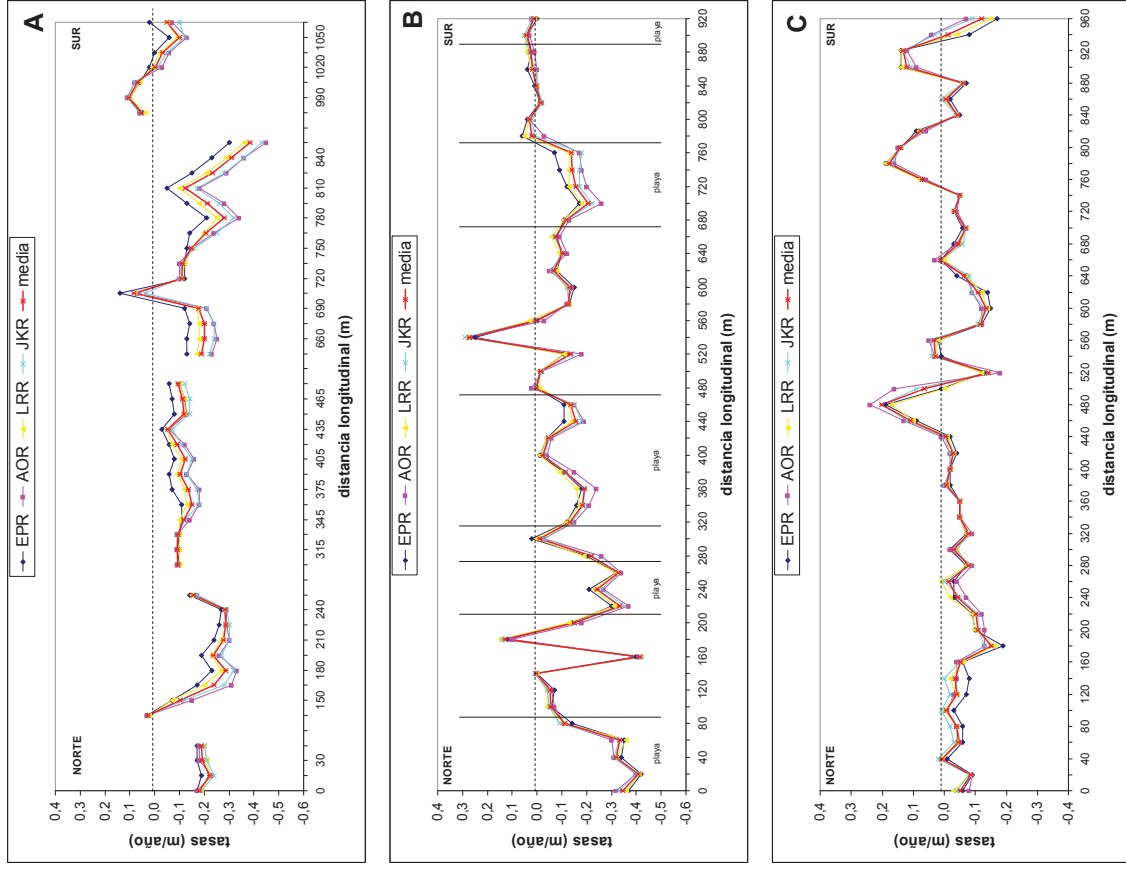 A
EPR AOR LRR JKR media
NORTE
SUR
tasas (m/año)
0,4
0,3
0,2
0,1
0,0
-0,1
-0,2
-0,3
-0,4
-0,5
-0,6
0 30 150 180 210 240 315 345 375 405 435 465 660 690 720 750 780 810 840 990 1020 1050
distancia longitudinal (m)
B
EPR AOR LRR JKR media
NORTE
SUR
tasas (m/año)
0,4
0,3
0,2
0,1
0,0
-0,1
-0,2
-0,3
-0,4
-0,5
-0,6
playa playa playa playa playa
0 40 80 120 160 200 240 280 320 360 400 440 480 520 560 600 640 680 720 760 800 840 880 920
distancia longitudinal (m)
C
EPR AOR LRR JKR media
NORTE
SUR
tasas (m/año)
0,4
0,3
0,2
0,1
0,0
-0,1
-0,2
-0,3
-0,4
0 40 80 120 160 200 240 280 320 360 400 440 480 520 560 600 640 680 720 760 800 840 880 920 960
distancia longitudinal (m)